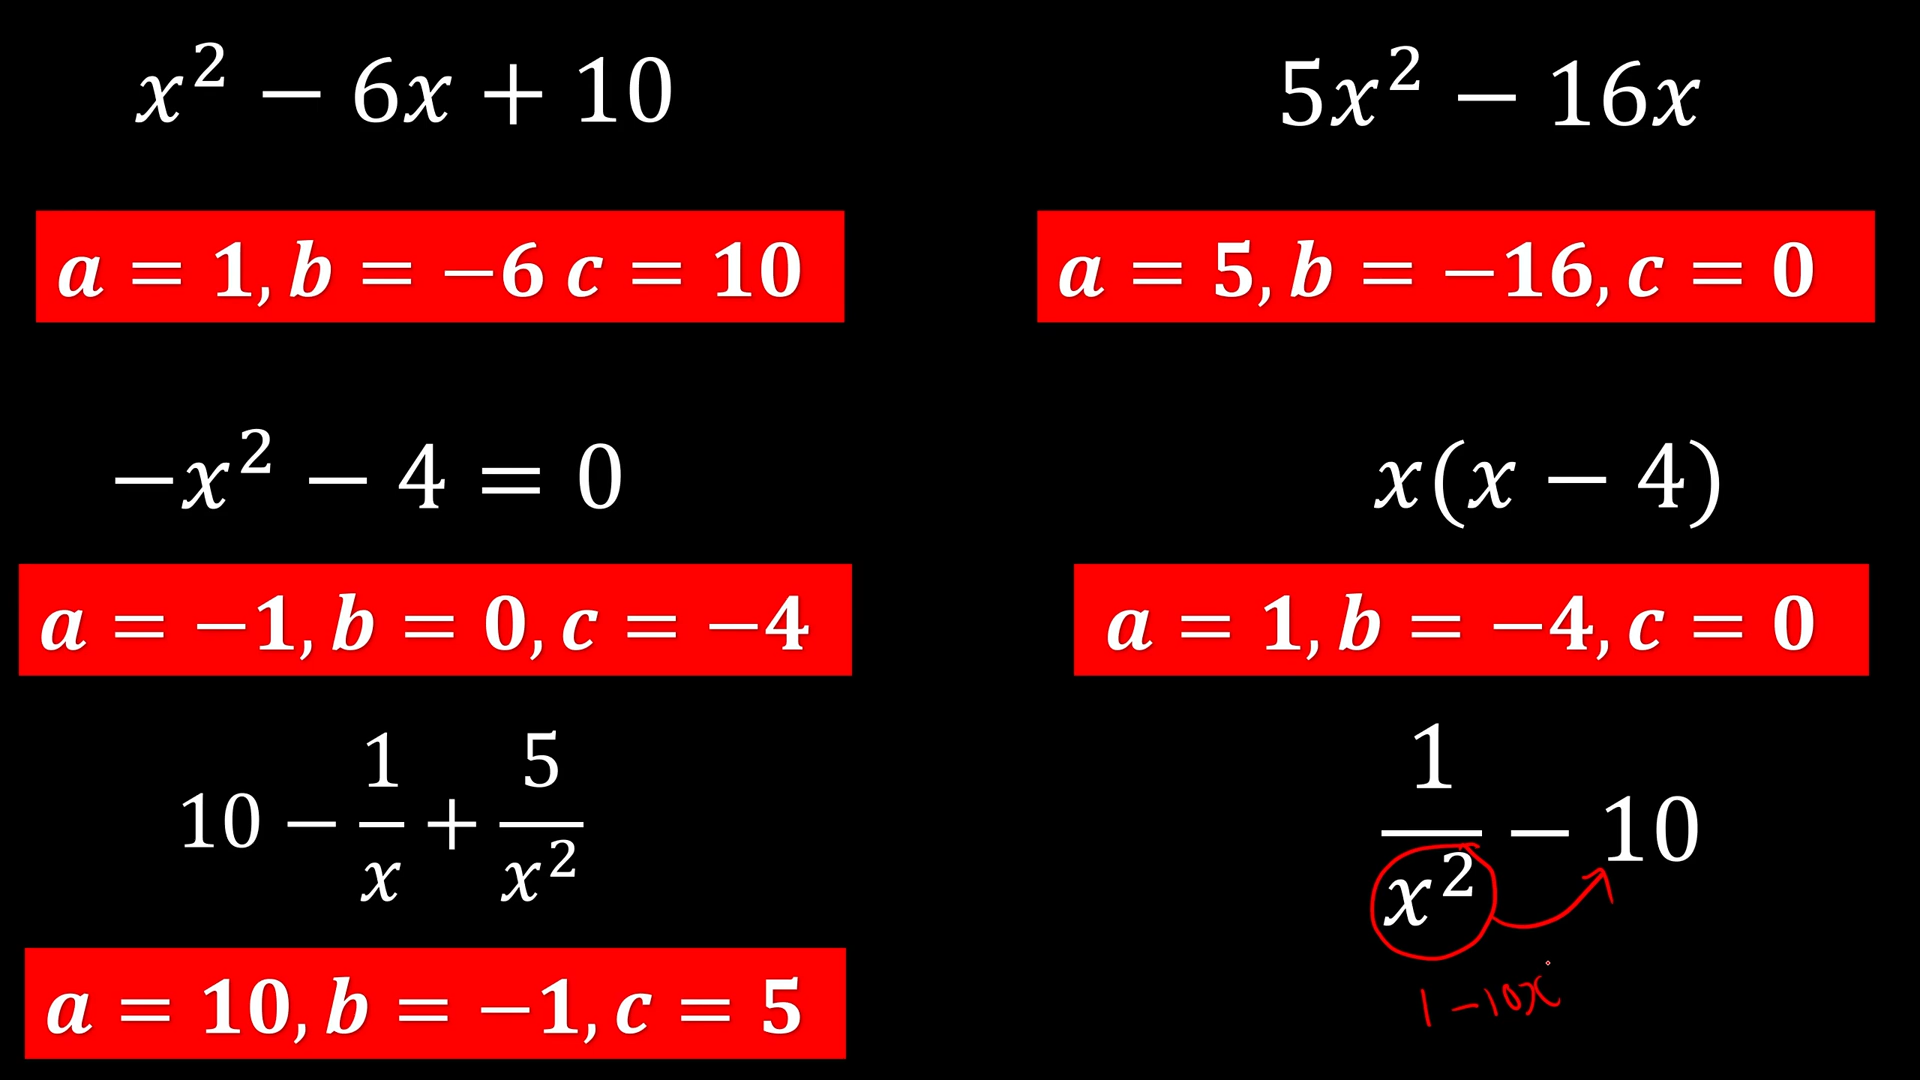 x² − 6x + 10
5x² − 16x
a = 1, b = −6 c = 10
a = 5, b = −16, c = 0
−x² − 4 = 0
x(x − 4)
a = −1, b = 0, c = −4
a = 1, b = −4, c = 0
10 − 1/x + 5/x²
1/x² − 10
a = 10, b = −1, c = 5
1 − 10x